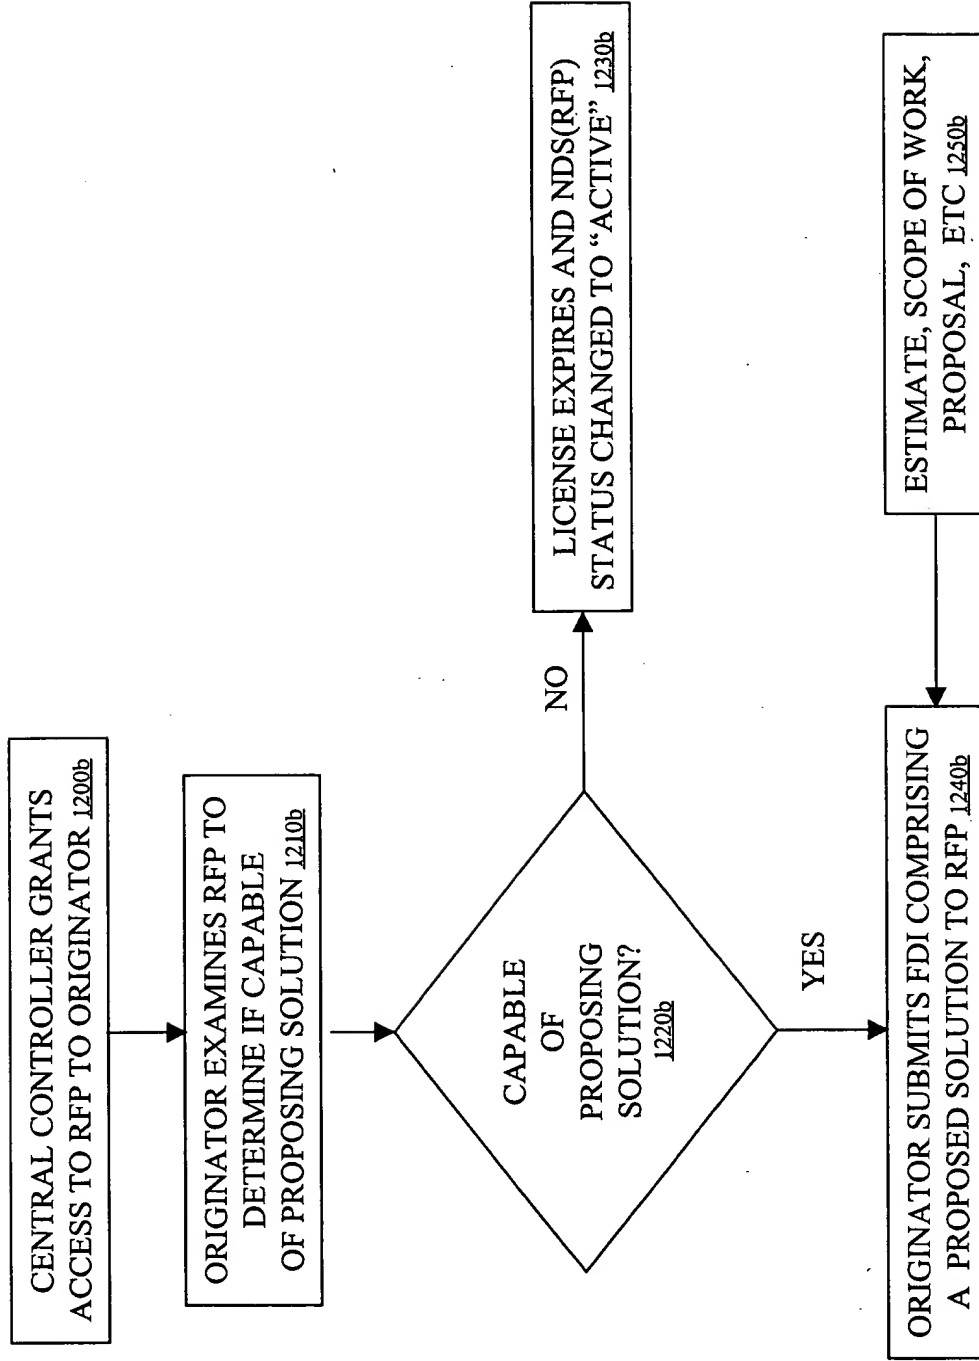 CENTRAL CONTROLLER GRANTS
ACCESS TO RFP TO ORIGINATOR 1200b
ORIGINATOR EXAMINES RFP TO
DETERMINE IF CAPABLE
OF PROPOSING SOLUTION 1210b
CAPABLE
OF
PROPOSING
SOLUTION?
1220b
NO
LICENSE EXPIRES AND NDS(RFP)
STATUS CHANGED TO “ACTIVE” 1230b
YES
ORIGINATOR SUBMITS FDI COMPRISING
A PROPOSED SOLUTION TO RFP 1240b
ESTIMATE, SCOPE OF WORK,
PROPOSAL, ETC 1250b